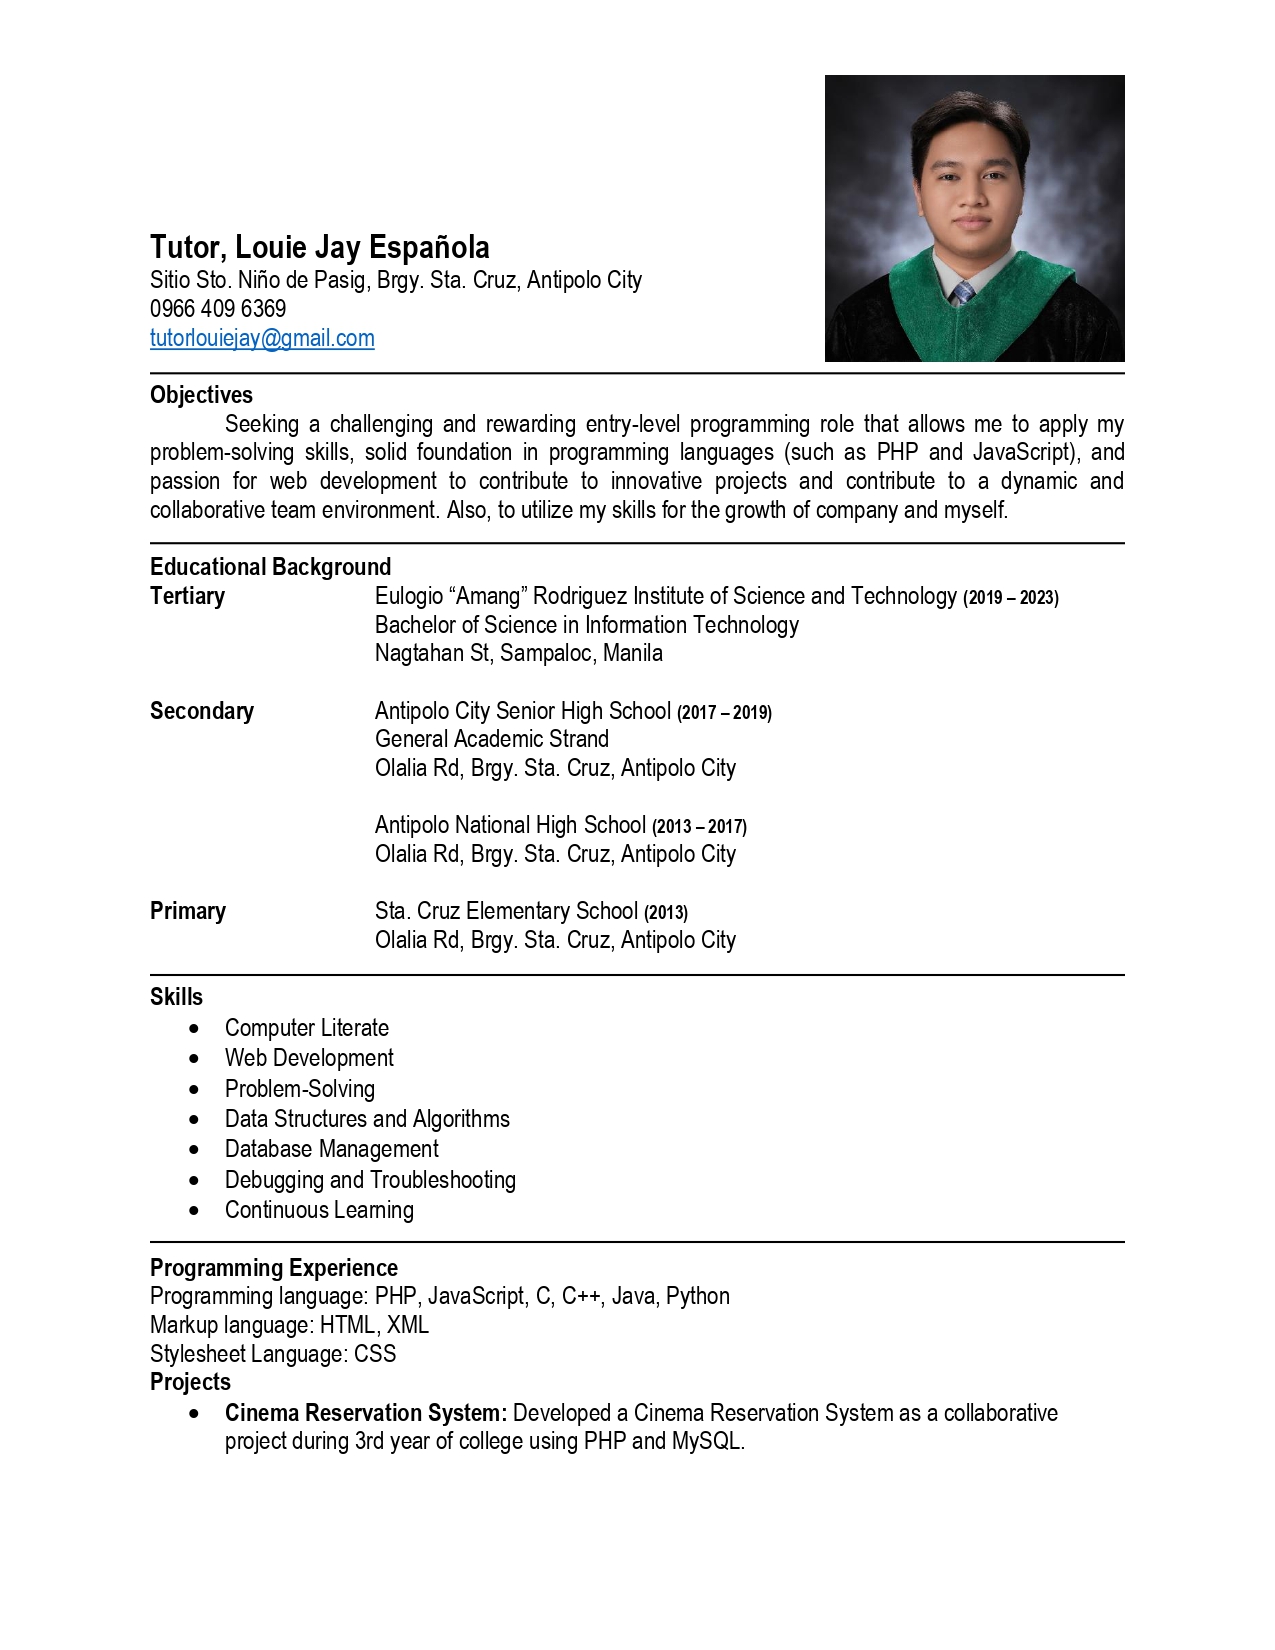 Tutor, Louie Jay Española
Sitio Sto. Niño de Pasig, Brgy. Sta. Cruz, Antipolo City
0966 409 6369
tutorlouiejay@gmail.com
Objectives
Seeking a challenging and rewarding entry-level programming role that allows me to apply my
problem-solving skills, solid foundation in programming languages (such as PHP and JavaScript), and
passion for web development to contribute to innovative projects and contribute to a dynamic and
collaborative team environment. Also, to utilize my skills for the growth of company and myself.
Educational Background
Tertiary Eulogio “Amang” Rodriguez Institute of Science and Technology (2019 – 2023)
Bachelor of Science in Information Technology
Nagtahan St, Sampaloc, Manila
Secondary Antipolo City Senior High School (2017 – 2019)
General Academic Strand
Olalia Rd, Brgy. Sta. Cruz, Antipolo City
Antipolo National High School (2013 – 2017)
Olalia Rd, Brgy. Sta. Cruz, Antipolo City
Primary Sta. Cruz Elementary School (2013)
Olalia Rd, Brgy. Sta. Cruz, Antipolo City
Skills
• Computer Literate
• Web Development
• Problem-Solving
• Data Structures and Algorithms
• Database Management
• Debugging and Troubleshooting
• Continuous Learning
Programming Experience
Programming language: PHP, JavaScript, C, C++, Java, Python
Markup language: HTML, XML
Stylesheet Language: CSS
Projects
• Cinema Reservation System: Developed a Cinema Reservation System as a collaborative
project during 3rd year of college using PHP and MySQL.